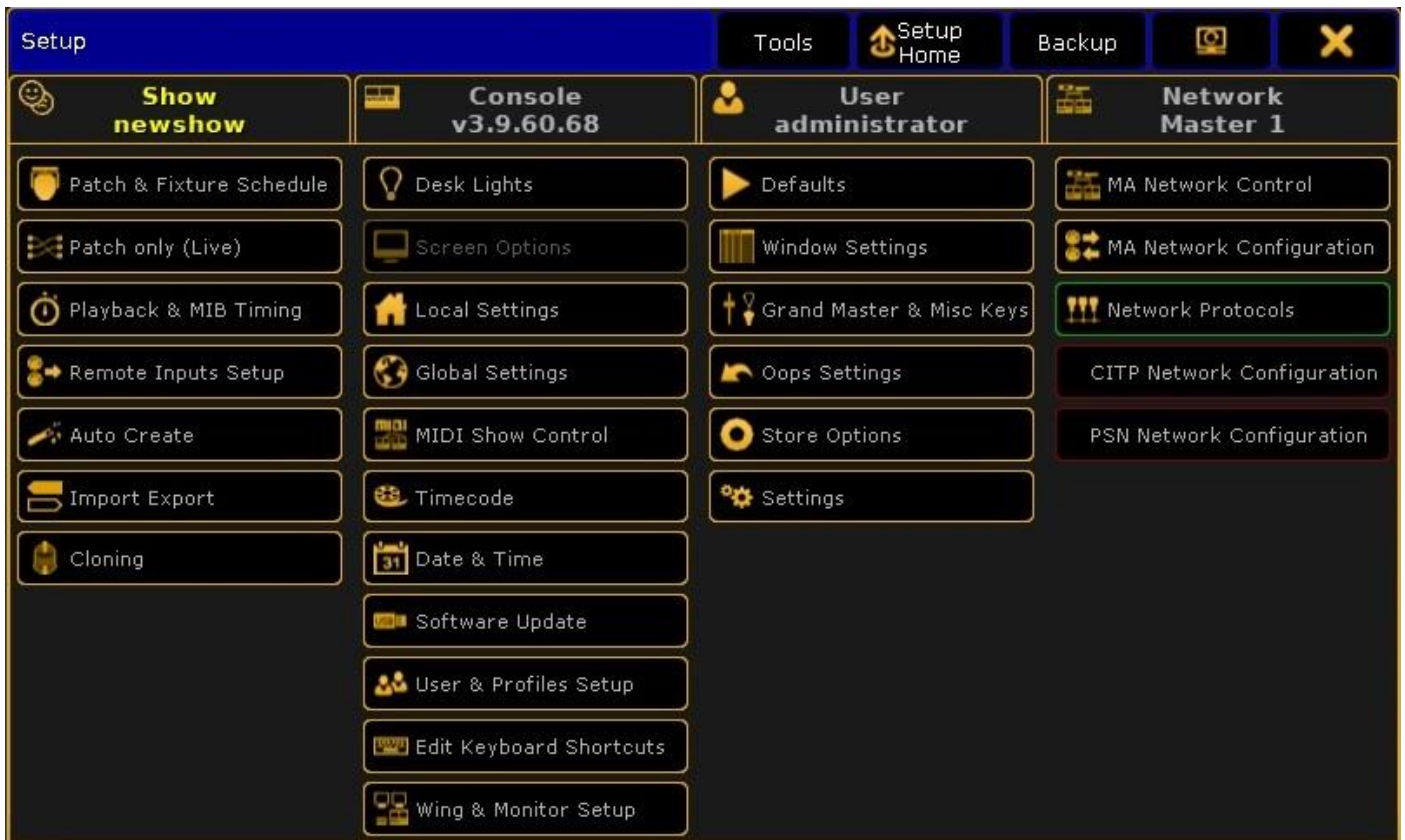 Setup
Tools
Setup
Home
Backup
Show
newshow
Console
v3.9.60.68
User
administrator
Network
Master 1
Patch & Fixture Schedule
Patch only (Live)
Playback & MIB Timing
Remote Inputs Setup
Auto Create
Import Export
Cloning
Desk Lights
Screen Options
Local Settings
Global Settings
MIDI
MIDI Show Control
Timecode
31
Date & Time
USB
Software Update
User & Profiles Setup
Edit Keyboard Shortcuts
Wing & Monitor Setup
Defaults
Window Settings
Grand Master & Misc Keys
Oops Settings
Store Options
Settings
MA Network Control
MA Network Configuration
Network Protocols
CITP Network Configuration
PSN Network Configuration